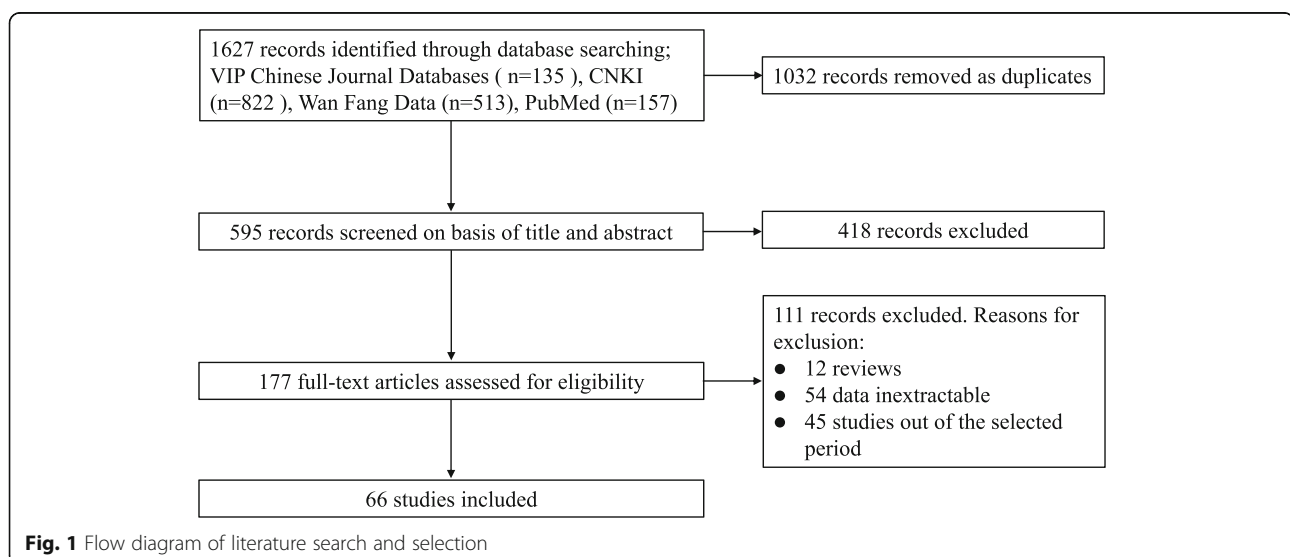 1627 records identified through database searching;
VIP Chinese Journal Databases ( n=135 ), CNKI
(n=822 ), Wan Fang Data (n=513), PubMed (n=157)
1032 records removed as duplicates
595 records screened on basis of title and abstract
418 records excluded
177 full-text articles assessed for eligibility
111 records excluded. Reasons for
exclusion:
● 12 reviews
● 54 data inextractable
● 45 studies out of the selected
period
66 studies included
Fig. 1 Flow diagram of literature search and selection